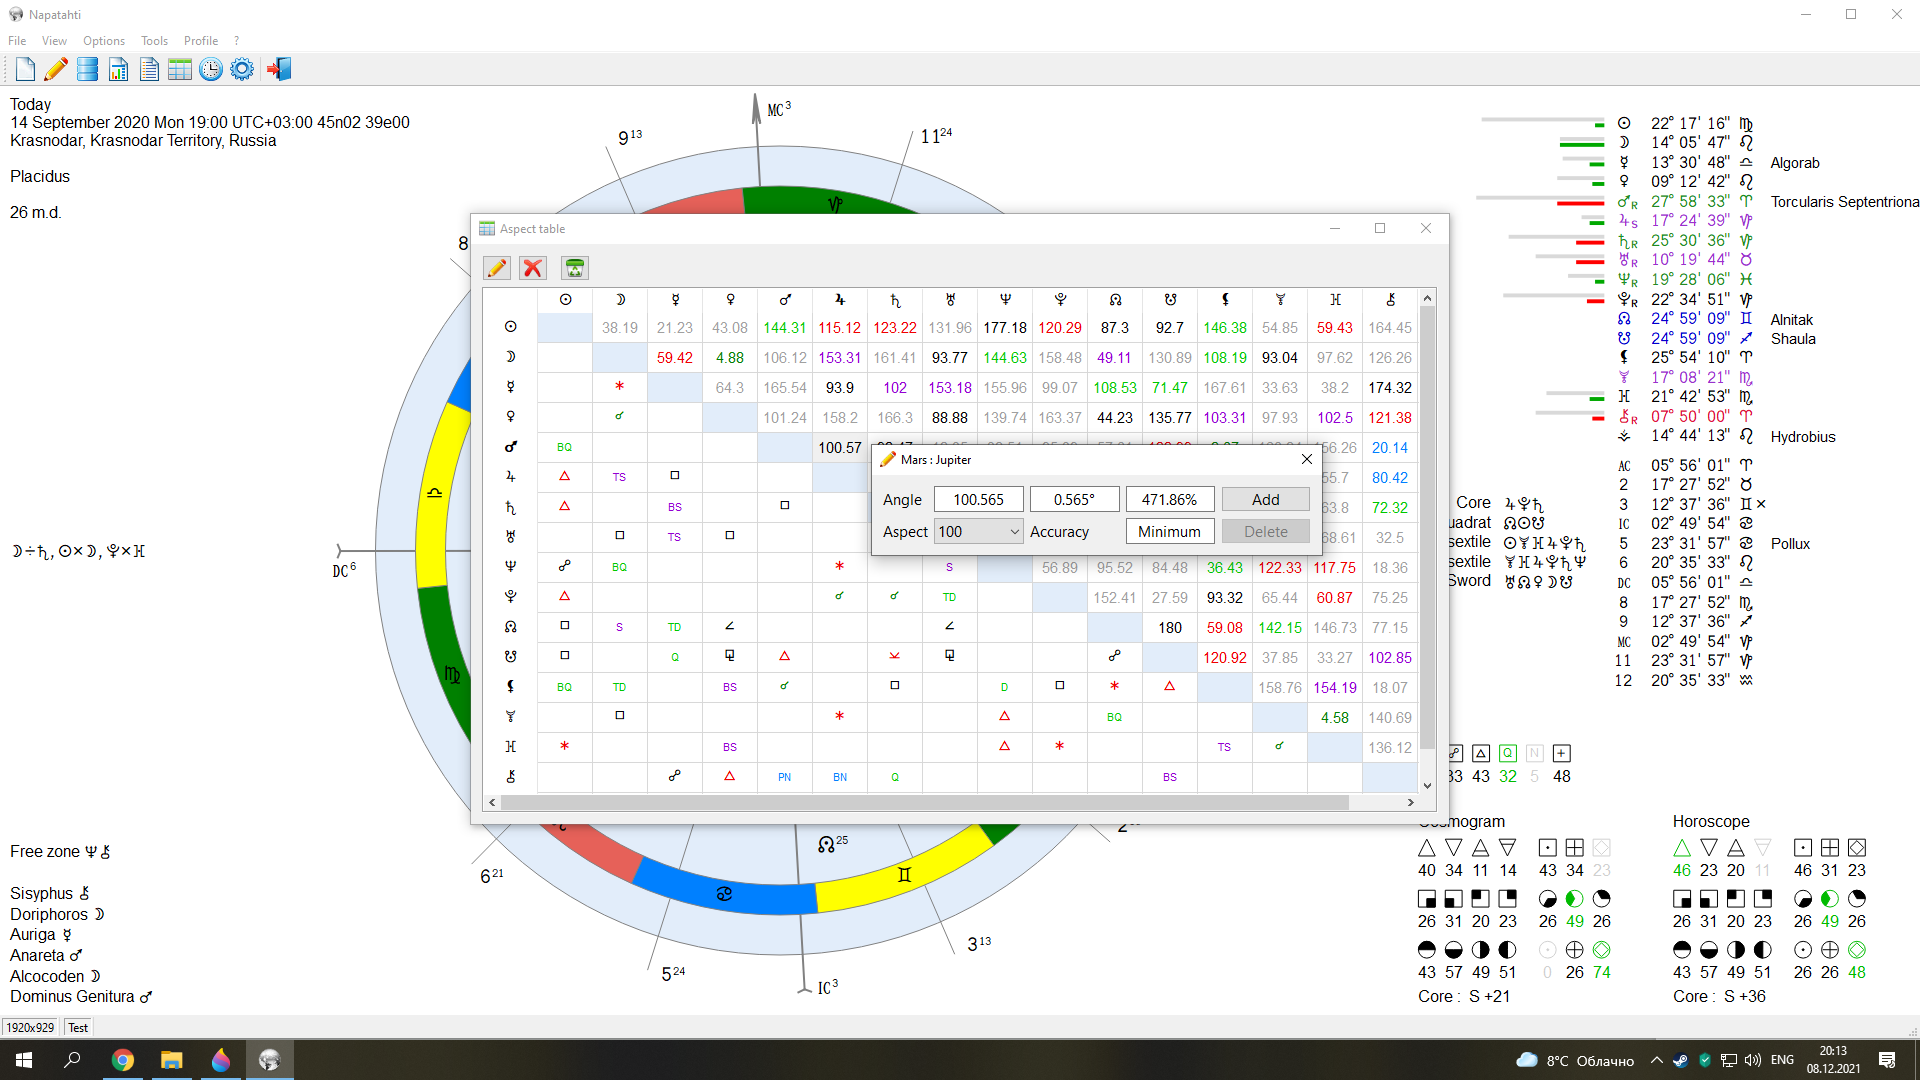 Napatahti
File View Options Tools Profile ?
Today
14 September 2020 Mon 19:00 UTC+03:00 45n02 39e00
Krasnodar, Krasnodar Territory, Russia
Placidus
26 m.d.
☽÷♄, ☉×☽, ♆×♓
Free zone ♆⚷
Sisyphus ⚷
Doriphoros ☽
Auriga ☿
Anareta ♂
Alcocoden ☽
Dominus Genitura ♂
MC³
9¹³
11²⁴
8
DC⁶
6²¹
5²⁴
IC³
3¹³
2
☊²⁵
Aspect table
☉ ☽ ☿ ♀ ♂ ♃ ♄ ♅ ♆ ♇ ☊ ☋ ⚸ ⚷
☉ 38.19 21.23 43.08 144.31 115.12 123.22 131.96 177.18 120.29 87.3 92.7 146.38 54.85 59.43 164.45
☽ 59.42 4.88 106.12 153.31 161.41 93.77 144.63 158.48 49.11 130.89 108.19 93.04 97.62 126.26
☿ 64.3 165.54 93.9 102 153.18 155.96 99.07 108.53 71.47 167.61 33.63 38.2 174.32
♀ 101.24 158.2 166.3 88.88 139.74 163.37 44.23 135.77 103.31 97.93 102.5 121.38
♂ BQ 100.57 56.26 20.14
♃ △ TS □ 55.7 80.42
♄ △ BS □ 63.8 72.32
♅ □ TS □ 68.61 32.5
♆ ☍ BQ S 56.89 95.52 84.48 36.43 122.33 117.75 18.36
♇ △ ☌ ☌ TD 152.41 27.59 93.32 65.44 60.87 75.25
☊ □ S TD ∠ ∠ 180 59.08 142.15 146.73 77.15
☋ □ Q △ ☍ 120.92 37.85 33.27 102.85
⚸ BQ TD BS ☌ □ D □ △ 158.76 154.19 18.07
□ △ BQ 4.58 140.69
BS △ TS ☌ 136.12
⚷ ☍ △ PN BN Q BS
Mars : Jupiter
Angle 100.565 0.565° 471.86% Add
Aspect 100 Accuracy Minimum Delete
☉ 22° 17' 16" ♍
☽ 14° 05' 47" ♌
☿ 13° 30' 48" ♎ Algorab
♀ 09° 12' 42" ♌
♂R 27° 58' 33" ♈ Torcularis Septentriona
♃S 17° 24' 39" ♑
♄R 25° 30' 36" ♑
♅R 10° 19' 44" ♉
♆R 19° 28' 06" ♓
♇R 22° 34' 51" ♑
☊ 24° 59' 09" ♊ Alnitak
☋ 24° 59' 09" ♐ Shaula
⚸ 25° 54' 10" ♈
17° 08' 21" ♏
21° 42' 53" ♏
⚷R 07° 50' 00" ♈
14° 44' 13" ♌ Hydrobius
AC 05° 56' 01" ♈
2 17° 27' 52" ♉
3 12° 37' 36" ♊ ×
IC 02° 49' 54" ♋
5 23° 31' 57" ♋ Pollux
6 20° 35' 33" ♌
DC 05° 56' 01" ♎
8 17° 27' 52" ♏
9 12° 37' 36" ♐
MC 02° 49' 54" ♑
11 23° 31' 57" ♑
12 20° 35' 33" ♒
Core ♃♇♄
uadrat ☊☉☋
sextile
sextile
Sword
Q N +
33 43 32 5 48
Cosmogram
40 34 11 14 43 34 23
26 31 20 23 26 49 26
43 57 49 51 0 26 74
Core : S +21
Horoscope
46 23 20 11 46 31 23
26 31 20 23 26 49 26
43 57 49 51 26 26 48
Core : S +36
1920x929 Test
8°C Облачно
ENG
20:13
08.12.2021